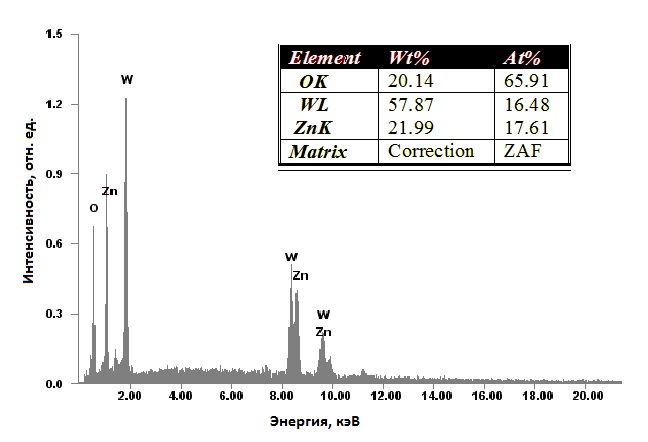 1.5
Element Wt% At%
OK 20.14 65.91
W
1.2
WL 57.87 16.48
ZnK 21.99 17.61
Matrix Correction ZAF
Интенсивность, отн. ед.
0.9
Zn
O
0.6
W
Zn
0.3
W
Zn
0.0
2.00 4.00 6.00 8.00 10.00 12.00 14.00 16.00 18.00 20.00
Энергия, кэВ